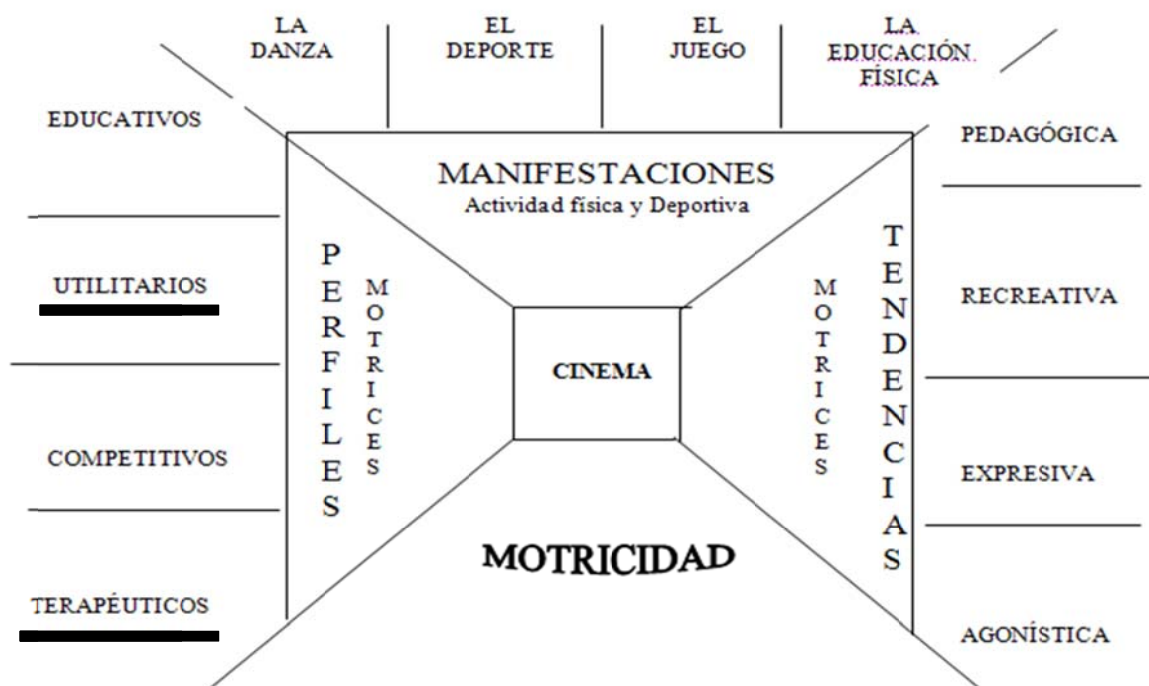 LA
DANZA
EL
DEPORTE
EL
JUEGO
LA
EDUCACIÓN
FÍSICA
EDUCATIVOS
UTILITARIOS
COMPETITIVOS
TERAPÉUTICOS
MANIFESTACIONES
Actividad física y Deportiva
PERFILES
MOTRICES
CINEMA
MOTRICES
TENDENCIAS
MOTRICIDAD
PEDAGÓGICA
RECREATIVA
EXPRESIVA
AGONÍSTICA